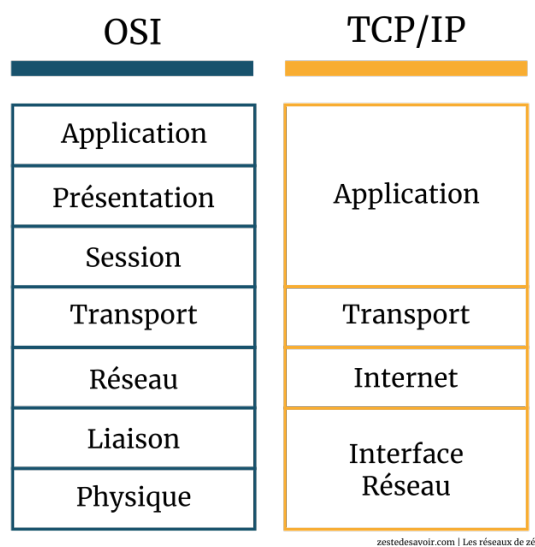 OSI
TCP/IP
Application
Présentation
Session
Transport
Réseau
Liaison
Physique
Application
Transport
Internet
Interface
Réseau
zestedesavoir.com | Les réseaux de zé